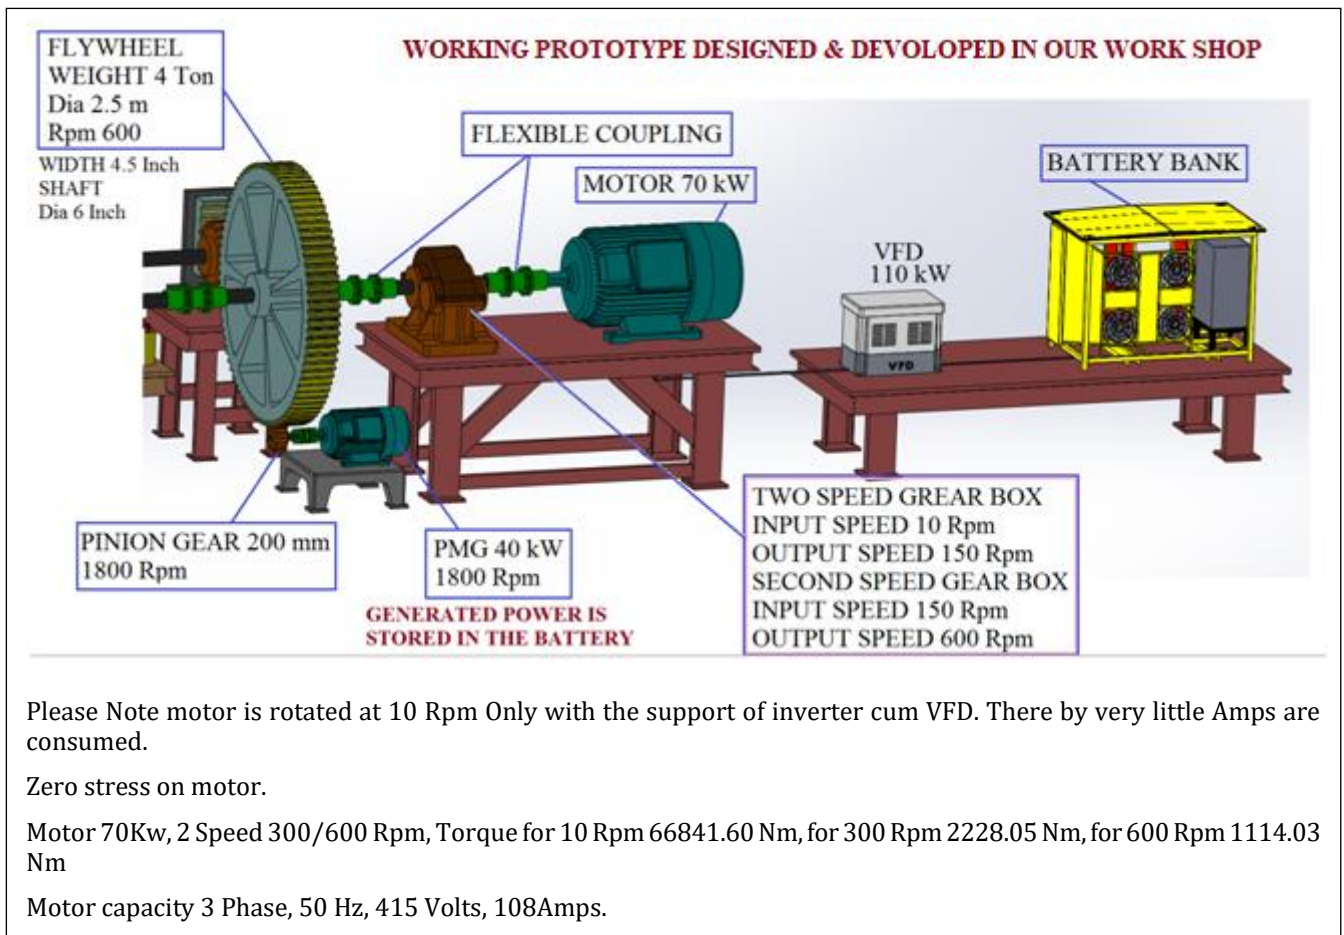 WORKING PROTOTYPE DESIGNED & DEVOLOPED IN OUR WORK SHOP
FLYWHEEL
WEIGHT 4 Ton
Dia 2.5 m
Rpm 600
WIDTH 4.5 Inch
SHAFT
Dia 6 Inch
FLEXIBLE COUPLING
MOTOR 70 kW
BATTERY BANK
VFD
110 kW
VFD
PINION GEAR 200 mm
1800 Rpm
PMG 40 kW
1800 Rpm
GENERATED POWER IS
STORED IN THE BATTERY
TWO SPEED GREAR BOX
INPUT SPEED 10 Rpm
OUTPUT SPEED 150 Rpm
SECOND SPEED GEAR BOX
INPUT SPEED 150 Rpm
OUTPUT SPEED 600 Rpm
Please Note motor is rotated at 10 Rpm Only with the support of inverter cum VFD. There by very little Amps are
consumed.
Zero stress on motor.
Motor 70Kw, 2 Speed 300/600 Rpm, Torque for 10 Rpm 66841.60 Nm, for 300 Rpm 2228.05 Nm, for 600 Rpm 1114.03
Nm
Motor capacity 3 Phase, 50 Hz, 415 Volts, 108Amps.